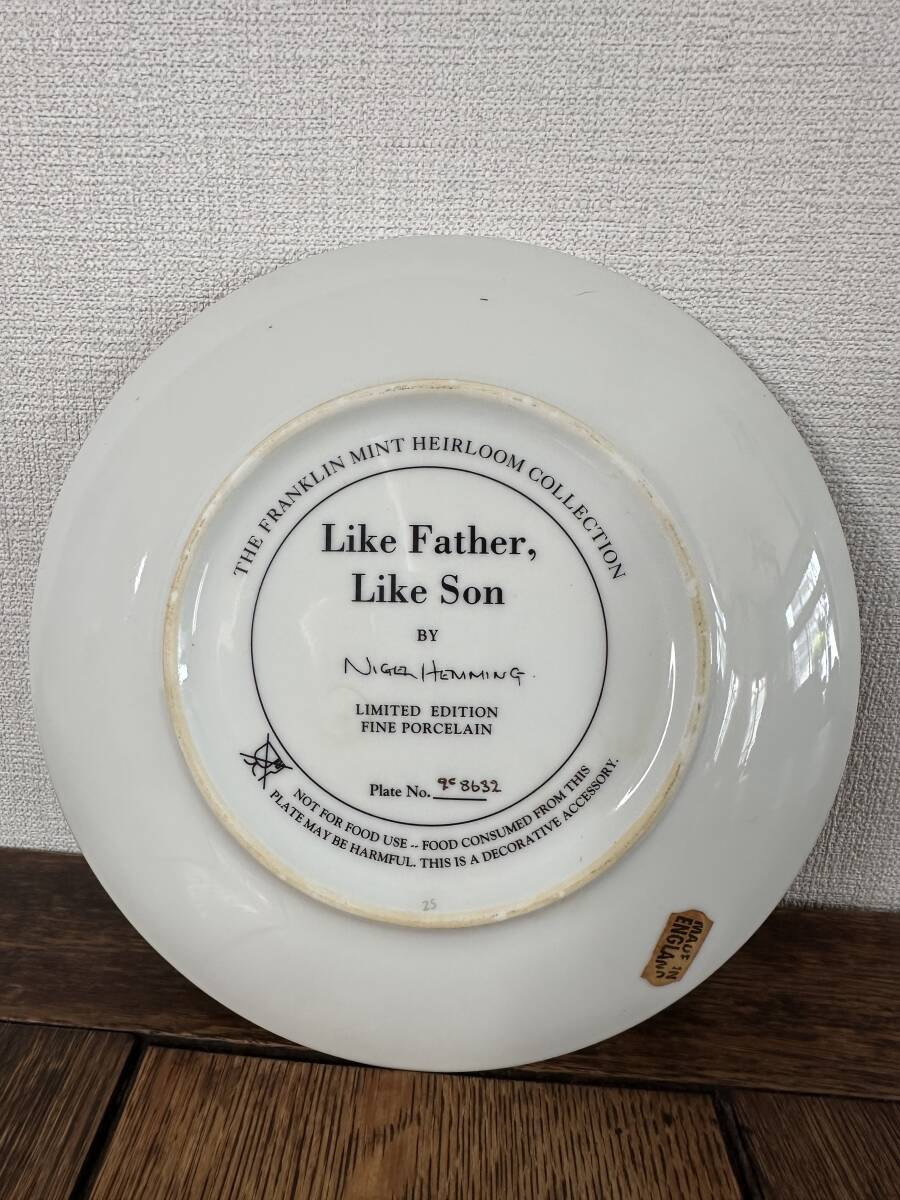 THE FRANKLIN MINT HEIRLOOM COLLECTION
Like Father,
Like Son
BY
NIGEL HEMMING.
LIMITED EDITION
FINE PORCELAIN
Plate No. qc 8632
NOT FOR FOOD USE -- FOOD CONSUMED FROM THIS
PLATE MAY BE HARMFUL. THIS IS A DECORATIVE ACCESSORY.
25
MADE IN
ENGLAND